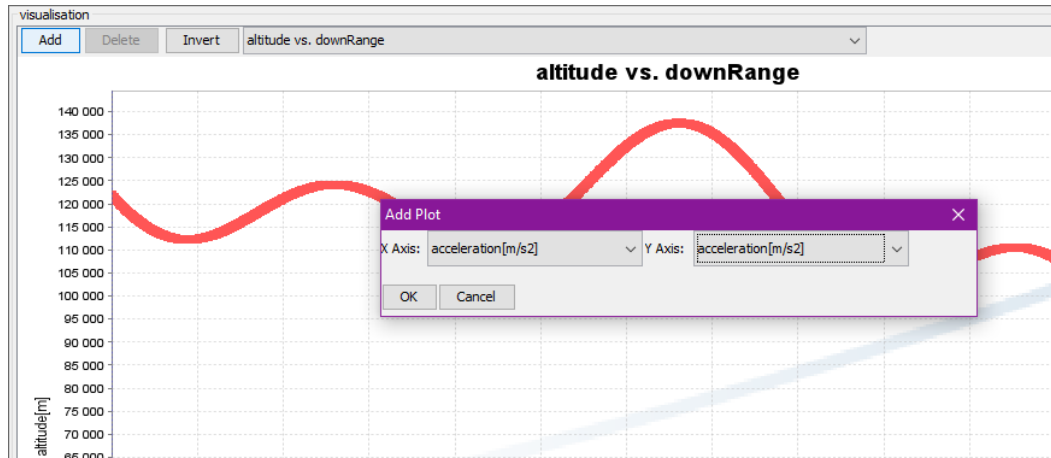 visualisation
Add Delete Invert altitude vs. downRange
altitude vs. downRange
140 000
135 000
130 000
125 000
120 000
115 000
110 000
105 000
100 000
95 000
90 000
85 000
80 000
75 000
70 000
65 000
altitude[m]
Add Plot
X Axis: acceleration[m/s2] Y Axis: acceleration[m/s2]
OK Cancel